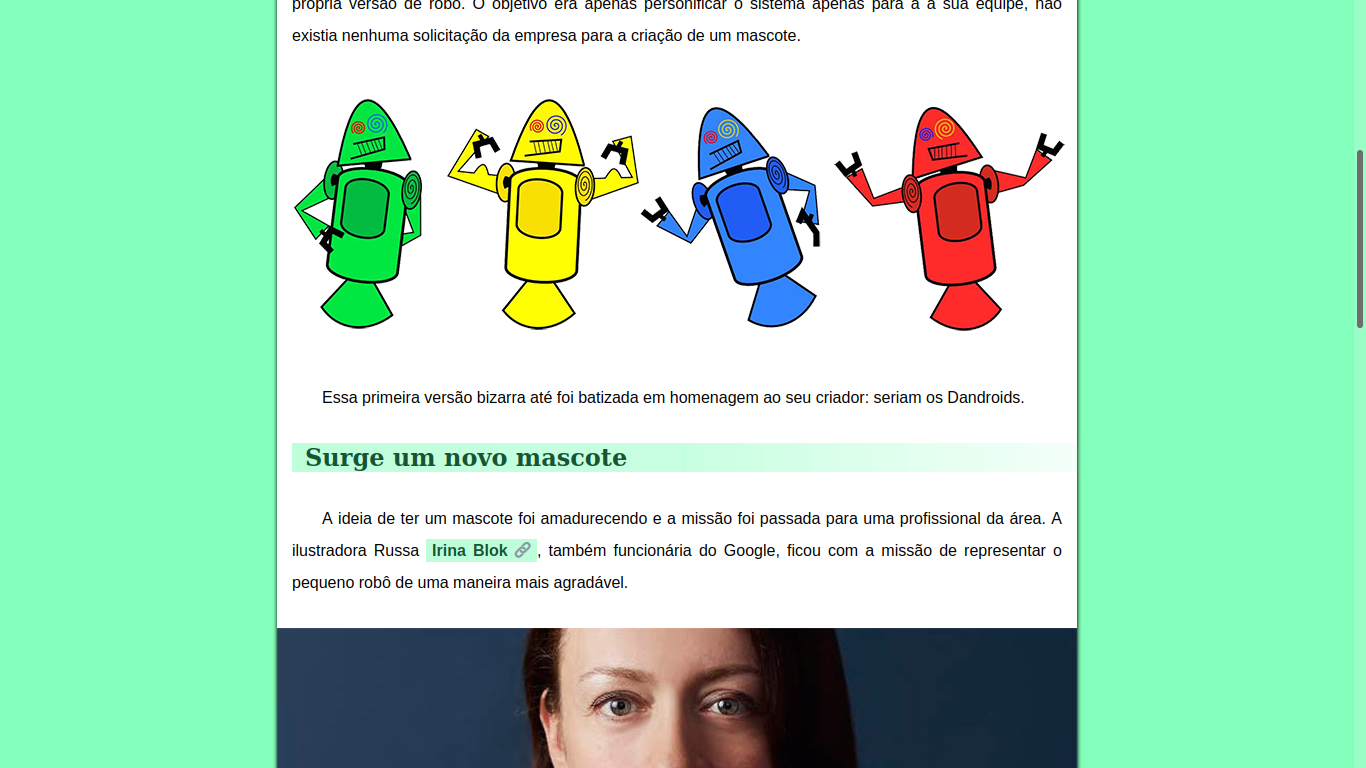 própria versão de robô. O objetivo era apenas personificar o sistema apenas para a a sua equipe, não
existia nenhuma solicitação da empresa para a criação de um mascote.
Essa primeira versão bizarra até foi batizada em homenagem ao seu criador: seriam os Dandroids.
Surge um novo mascote
A ideia de ter um mascote foi amadurecendo e a missão foi passada para uma profissional da área. A
ilustradora Russa Irina Blok 🔗, também funcionária do Google, ficou com a missão de representar o
pequeno robô de uma maneira mais agradável.